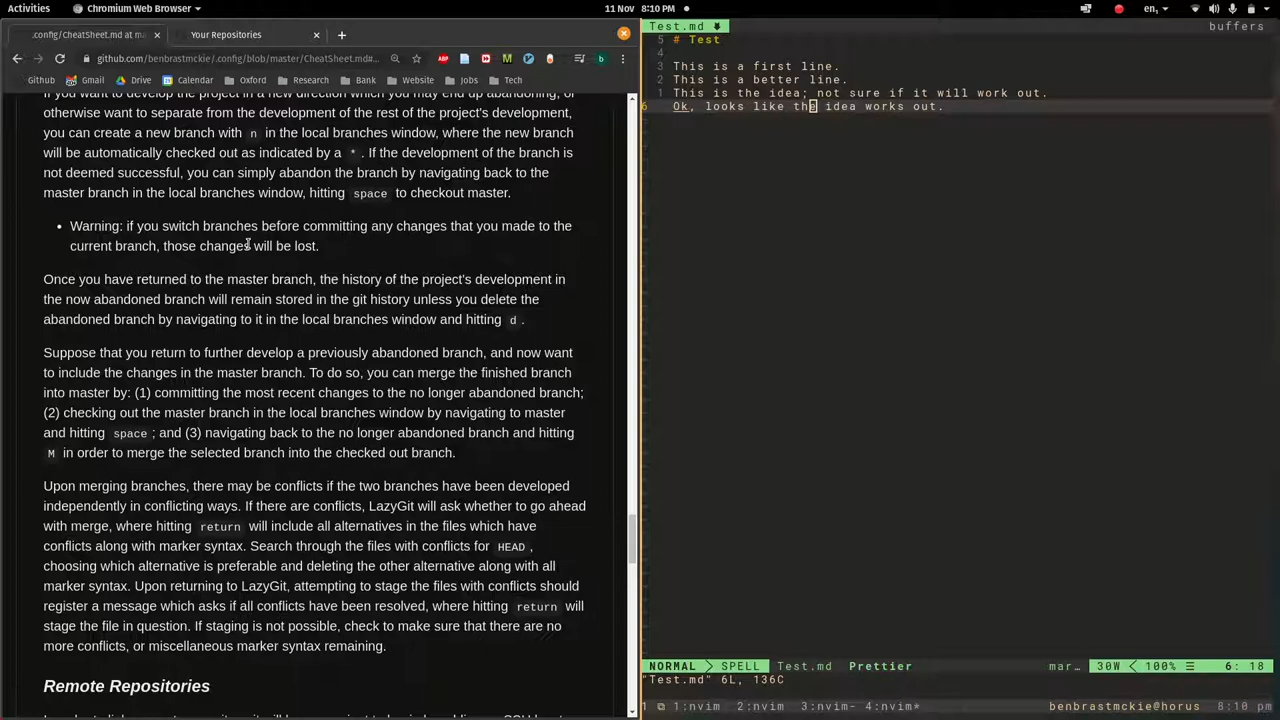 Activities
Chromium Web Browser
11 Nov 8:10 PM
en1
.config/CheatSheet.md at ma
Your Repositories
github.com/benbrastmckie/.config/blob/master/CheatSheet.md#...
Github Gmail Drive Calendar Oxford Research Bank Website Jobs Tech
otherwise want to separate from the development of the rest of the project's development,
you can create a new branch with n in the local branches window, where the new branch
will be automatically checked out as indicated by a * . If the development of the branch is
not deemed successful, you can simply abandon the branch by navigating back to the
master branch in the local branches window, hitting space to checkout master.
• Warning: if you switch branches before committing any changes that you made to the
current branch, those changes will be lost.
Once you have returned to the master branch, the history of the project's development in
the now abandoned branch will remain stored in the git history unless you delete the
abandoned branch by navigating to it in the local branches window and hitting d .
Suppose that you return to further develop a previously abandoned branch, and now want
to include the changes in the master branch. To do so, you can merge the finished branch
into master by: (1) committing the most recent changes to the no longer abandoned branch;
(2) checking out the master branch in the local branches window by navigating to master
and hitting space ; and (3) navigating back to the no longer abandoned branch and hitting
M in order to merge the selected branch into the checked out branch.
Upon merging branches, there may be conflicts if the two branches have been developed
independently in conflicting ways. If there are conflicts, LazyGit will ask whether to go ahead
with merge, where hitting return will include all alternatives in the files which have
conflicts along with marker syntax. Search through the files with conflicts for HEAD ,
choosing which alternative is preferable and deleting the other alternative along with all
marker syntax. Upon returning to LazyGit, attempting to stage the files with conflicts should
register a message which asks if all conflicts have been resolved, where hitting return will
stage the file in question. If staging is not possible, check to make sure that there are no
more conflicts, or miscellaneous marker syntax remaining.
Remote Repositories
Test.md
buffers
5 # Test
4
3 This is a first line.
2 This is a better line.
1 This is the idea; not sure if it will work out.
6 Ok, looks like the idea works out.
NORMAL SPELL Test.md Prettier mar… 30W 100% ☰ 6: 18
"Test.md" 6L, 136C
1 1:nvim 2:nvim 3:nvim- 4:nvim* benbrastmckie@horus 8:10 pm